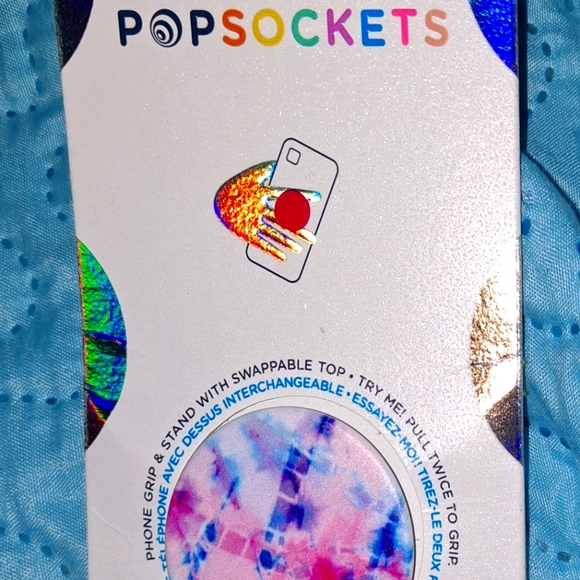 POPSOCKETS
PHONE GRIP & STAND WITH SWAPPABLE TOP • TRY ME! PULL TWICE TO GRIP.
TÉLÉPHONE AVEC DESSUS INTERCHANGEABLE • ESSAYEZ-MOI! TIREZ-LE DEUX